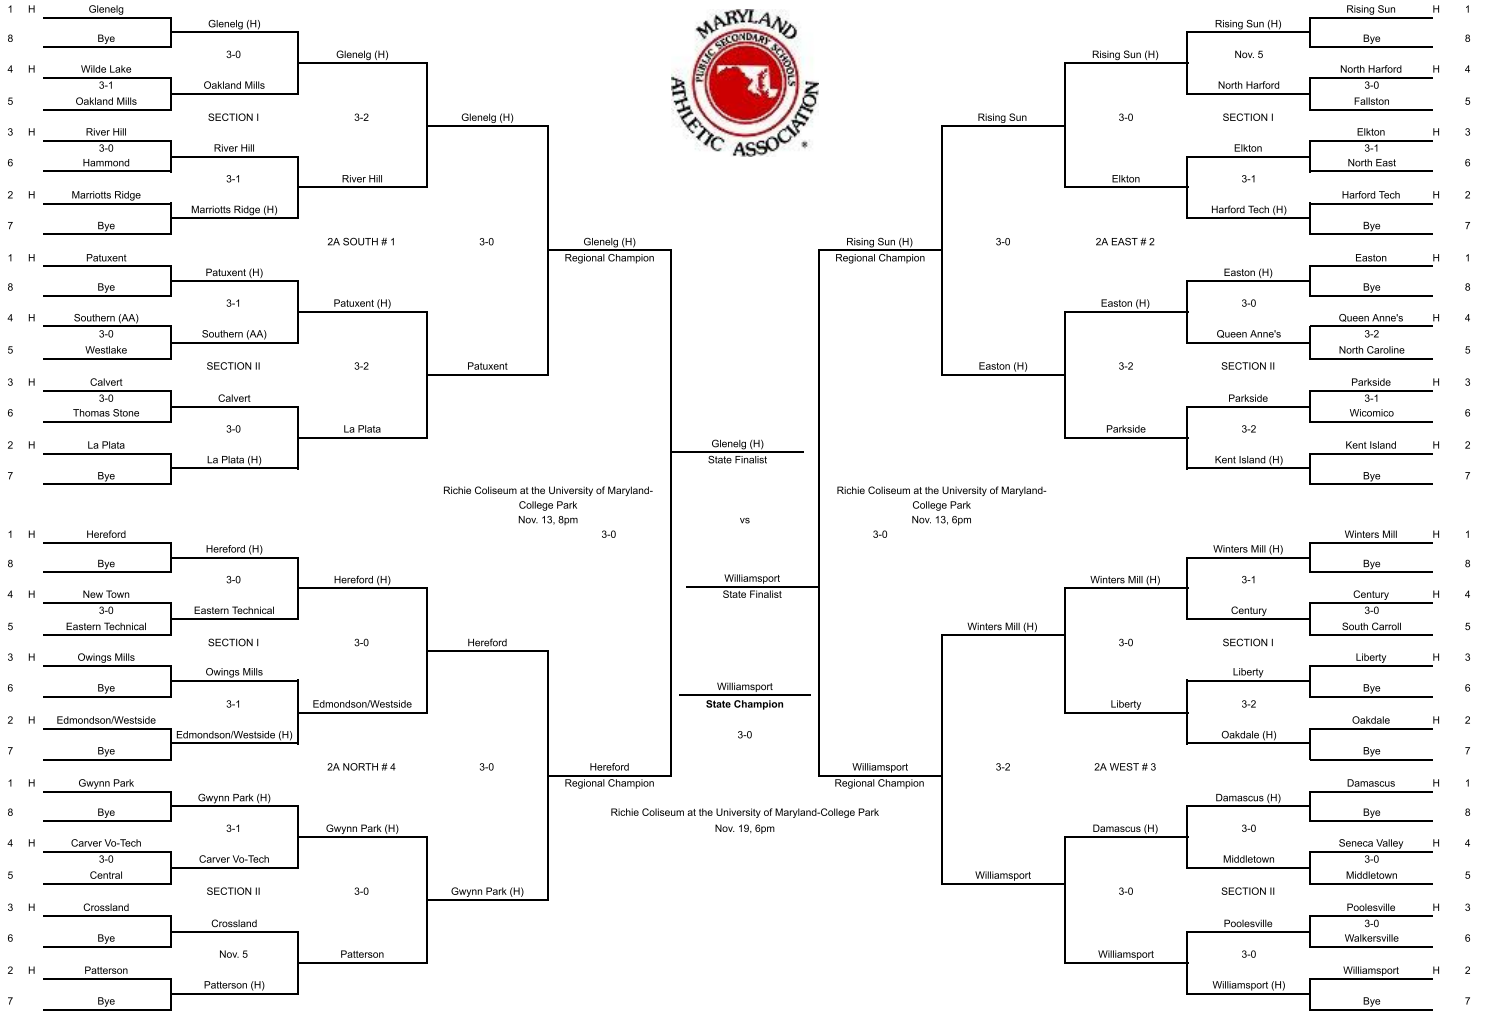 MARYLAND
PUBLIC SECONDARY SCHOOLS
ATHLETIC ASSOCIATION
®
1 H Glenelg
8 Bye
4 H Wilde Lake
3-1
5 Oakland Mills
3 H River Hill
3-0
6 Hammond
2 H Marriotts Ridge
7 Bye
1 H Patuxent
8 Bye
4 H Southern (AA)
3-0
5 Westlake
3 H Calvert
3-0
6 Thomas Stone
2 H La Plata
7 Bye
Glenelg (H)
3-0
Oakland Mills
SECTION I
River Hill
3-1
Marriotts Ridge (H)
Patuxent (H)
3-1
Southern (AA)
SECTION II
Calvert
3-0
La Plata (H)
Glenelg (H)
3-2
River Hill
2A SOUTH # 1
Patuxent (H)
3-2
La Plata
Glenelg (H)
3-0
Patuxent
Glenelg (H)
Regional Champion
Richie Coliseum at the University of Maryland-
College Park
Nov. 13, 8pm
3-0
1 H Hereford
8 Bye
4 H New Town
3-0
5 Eastern Technical
3 H Owings Mills
6 Bye
2 H Edmondson/Westside
7 Bye
1 H Gwynn Park
8 Bye
4 H Carver Vo-Tech
3-0
5 Central
3 H Crossland
6 Bye
2 H Patterson
7 Bye
Hereford (H)
3-0
Eastern Technical
SECTION I
Owings Mills
3-1
Edmondson/Westside (H)
Gwynn Park (H)
3-1
Carver Vo-Tech
SECTION II
Crossland
Nov. 5
Patterson (H)
Hereford (H)
3-0
Edmondson/Westside
2A NORTH # 4
Gwynn Park (H)
3-0
Patterson
Hereford
3-0
Gwynn Park (H)
Hereford
Regional Champion
Glenelg (H)
State Finalist
vs
Williamsport
State Finalist
Williamsport
State Champion
3-0
Richie Coliseum at the University of Maryland-College Park
Nov. 19, 6pm
Rising Sun (H)
Regional Champion
Richie Coliseum at the University of Maryland-
College Park
Nov. 13, 6pm
3-0
Williamsport
Regional Champion
Rising Sun
3-0
Easton (H)
Winters Mill (H)
3-2
Williamsport
Rising Sun (H)
3-0
Elkton
2A EAST # 2
Easton (H)
3-2
Parkside
Winters Mill (H)
3-0
Liberty
2A WEST # 3
Damascus (H)
3-0
Williamsport
Rising Sun (H)
Nov. 5
North Harford
SECTION I
Elkton
3-1
Harford Tech (H)
Easton (H)
3-0
Queen Anne's
SECTION II
Parkside
3-2
Kent Island (H)
Winters Mill (H)
3-1
Century
SECTION I
Liberty
3-2
Oakdale (H)
Damascus (H)
3-0
Middletown
SECTION II
Poolesville
3-0
Williamsport (H)
Rising Sun H 1
Bye 8
North Harford H 4
3-0
Fallston 5
Elkton H 3
3-1
North East 6
Harford Tech H 2
Bye 7
Easton H 1
Bye 8
Queen Anne's H 4
3-2
North Caroline 5
Parkside H 3
3-1
Wicomico 6
Kent Island H 2
Bye 7
Winters Mill H 1
Bye 8
Century H 4
3-0
South Carroll 5
Liberty H 3
Bye 6
Oakdale H 2
Bye 7
Damascus H 1
Bye 8
Seneca Valley H 4
3-0
Middletown 5
Poolesville H 3
3-0
Walkersville 6
Williamsport H 2
Bye 7